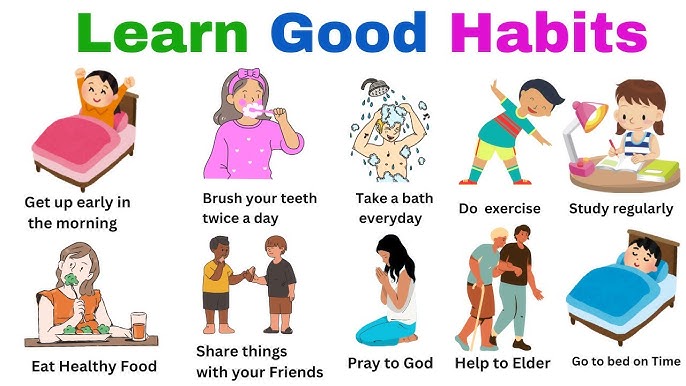 Learn Good Habits
Get up early in
the morning
Brush your teeth
twice a day
Take a bath
everyday
Do exercise
Study regularly
Eat Healthy Food
Share things
with your Friends
Pray to God
Help to Elder
Go to bed on Time